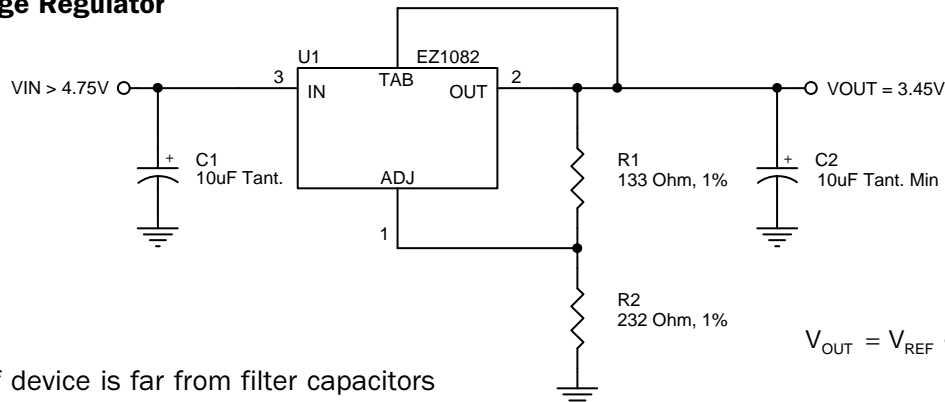 ge Regulator
U1 EZ1082
VIN > 4.75V 3 IN TAB OUT 2 VOUT = 3.45V
+ C1
10uF Tant.
R1
133 Ohm, 1%
+ C2
10uF Tant. Min
ADJ
1
R2
232 Ohm, 1%
V_OUT = V_REF
f device is far from filter capacitors